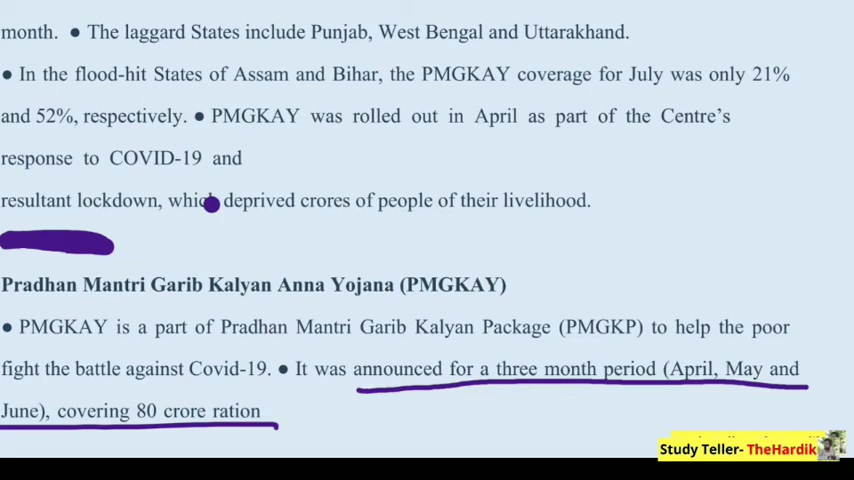 month. ● The laggard States include Punjab, West Bengal and Uttarakhand.
● In the flood-hit States of Assam and Bihar, the PMGKAY coverage for July was only 21%
and 52%, respectively. ● PMGKAY was rolled out in April as part of the Centre's
response to COVID-19 and
resultant lockdown, which deprived crores of people of their livelihood.
Pradhan Mantri Garib Kalyan Anna Yojana (PMGKAY)
● PMGKAY is a part of Pradhan Mantri Garib Kalyan Package (PMGKP) to help the poor
fight the battle against Covid-19. ● It was announced for a three month period (April, May and
June), covering 80 crore ration
Study Teller- TheHardik